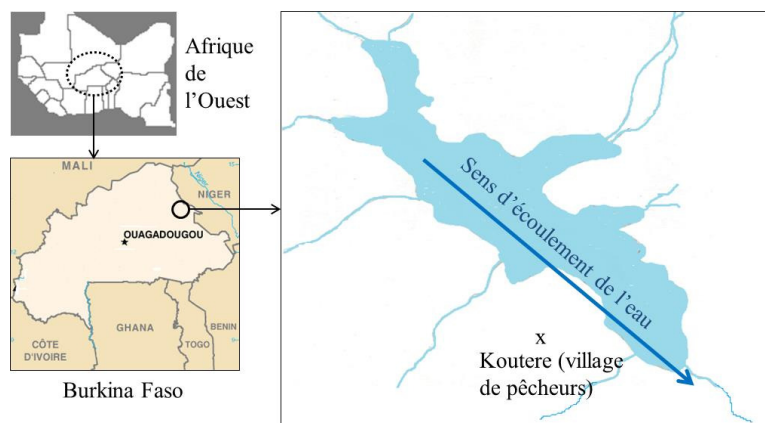 Afrique
de
l'Ouest
MALI
NIGER
OUAGADOUGOU
GHANA
TOGO
BENIN
CÔTE
D'IVOIRE
Burkina Faso
Sens d'écoulement de l'eau
x
Koutere (village
de pêcheurs)